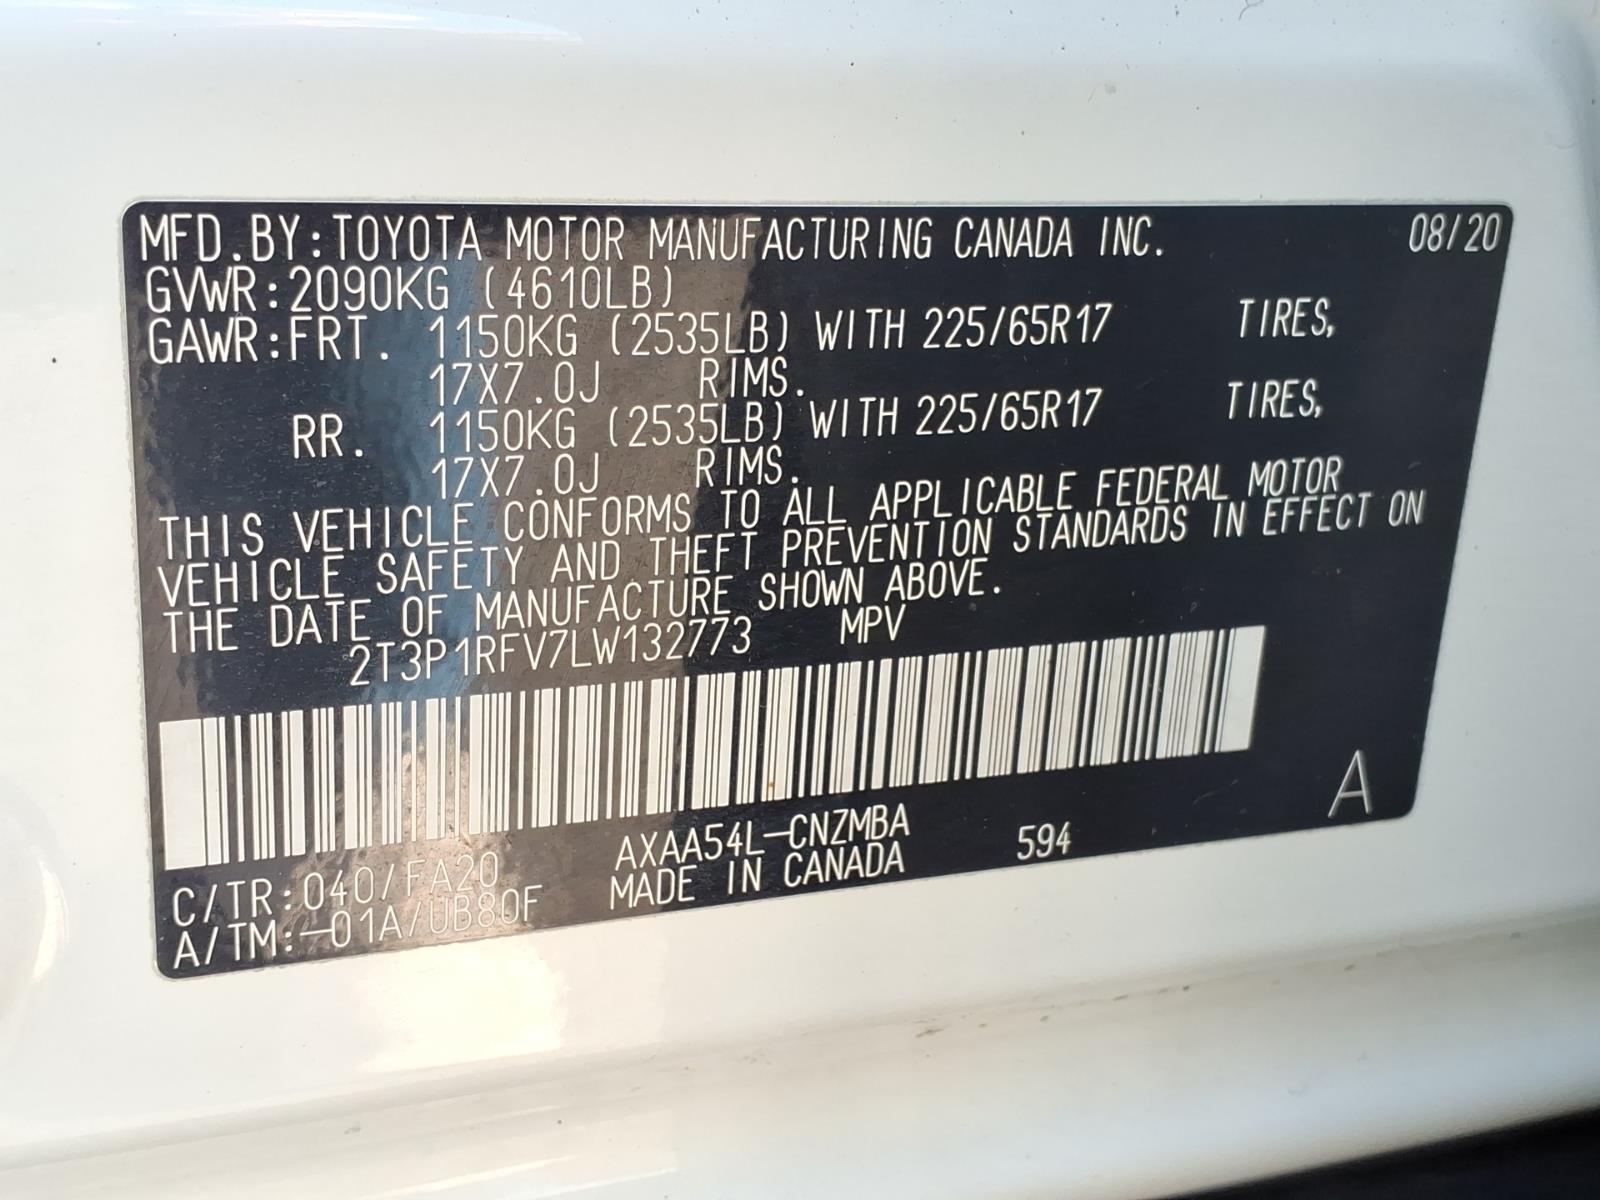 MFD.BY:TOYOTA MOTOR MANUFACTURING CANADA INC. 08/20
GVWR:2090KG (4610LB)
GAWR:FRT. 1150KG (2535LB) WITH 225/65R17 TIRES,
17X7.0J RIMS.
RR. 1150KG (2535LB) WITH 225/65R17 TIRES,
17X7.0J RIMS.
THIS VEHICLE CONFORMS TO ALL APPLICABLE FEDERAL MOTOR
VEHICLE SAFETY AND THEFT PREVENTION STANDARDS IN EFFECT ON
THE DATE OF MANUFACTURE SHOWN ABOVE.
2T3P1RFV7LW132773 MPV
A
C/TR:040/FA20 AXAA54L-CNZMBA 594
A/TM:-01A/UB80F MADE IN CANADA